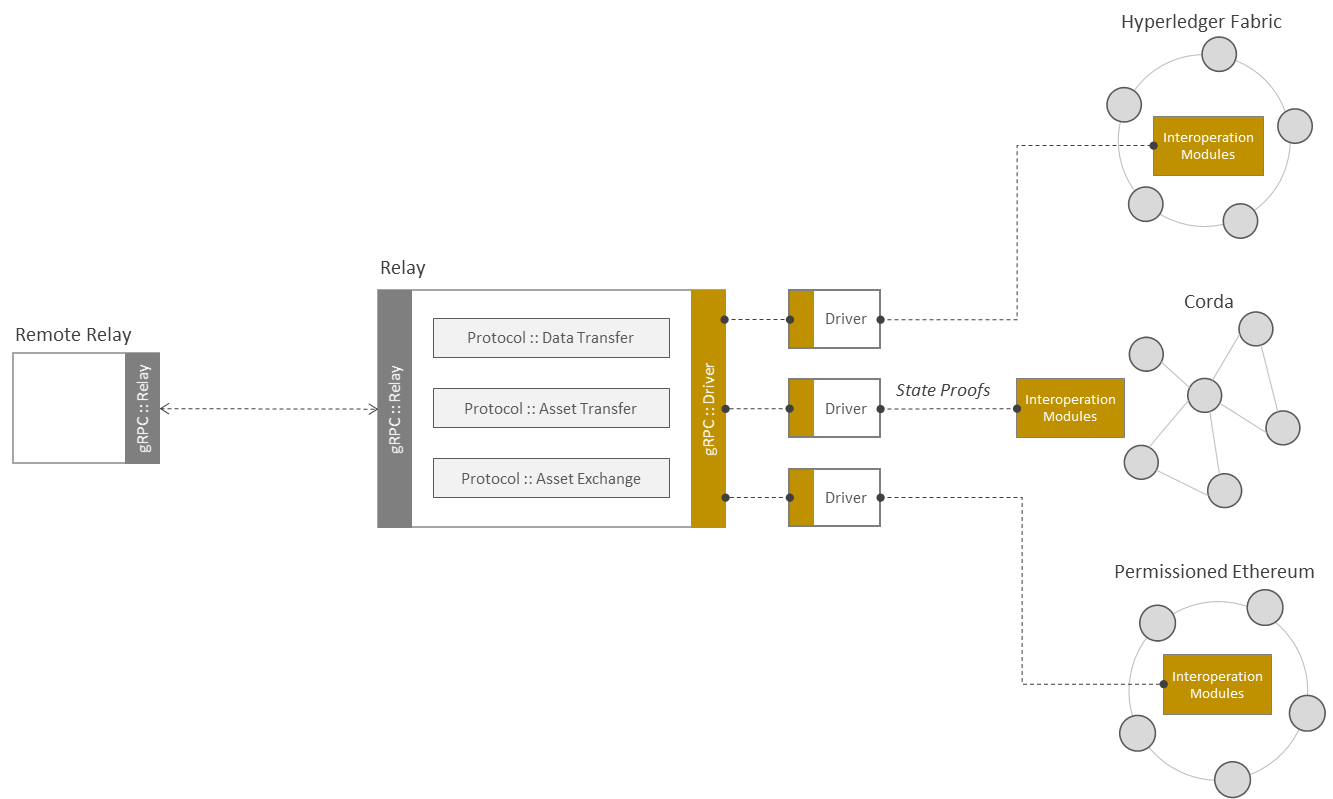 Hyperledger Fabric
Interoperation
Modules
Relay
Remote Relay
gRPC :: Relay
gRPC :: Relay
Protocol :: Data Transfer
Protocol :: Asset Transfer
Protocol :: Asset Exchange
gRPC :: Driver
Driver
Driver
Driver
State Proofs
Corda
Interoperation
Modules
Permissioned Ethereum
Interoperation
Modules